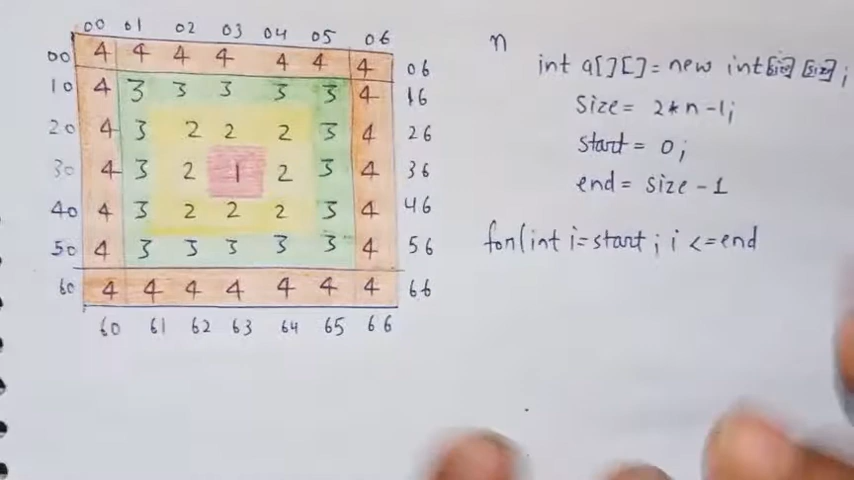 00 01 02 03 04 05 06
00 4 4 4 4 4 4 4 06
10 4 3 3 3 3 3 4 16
20 4 3 2 2 2 3 4 26
30 4 3 2 1 2 3 4 36
40 4 3 2 2 2 3 4 46
50 4 3 3 3 3 3 4 56
60 4 4 4 4 4 4 4 66
60 61 62 63 64 65 66
n
int a[][]= new int[size][size];
size= 2*n-1;
start= 0;
end= size-1
for(int i=start; i <=end